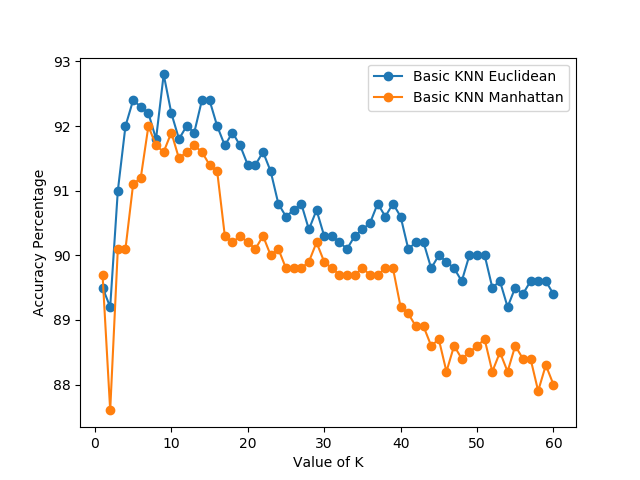 93
92
91
90
89
88
Accuracy Percentage
Basic KNN Euclidean
Basic KNN Manhattan
0 10 20 30 40 50 60
Value of K